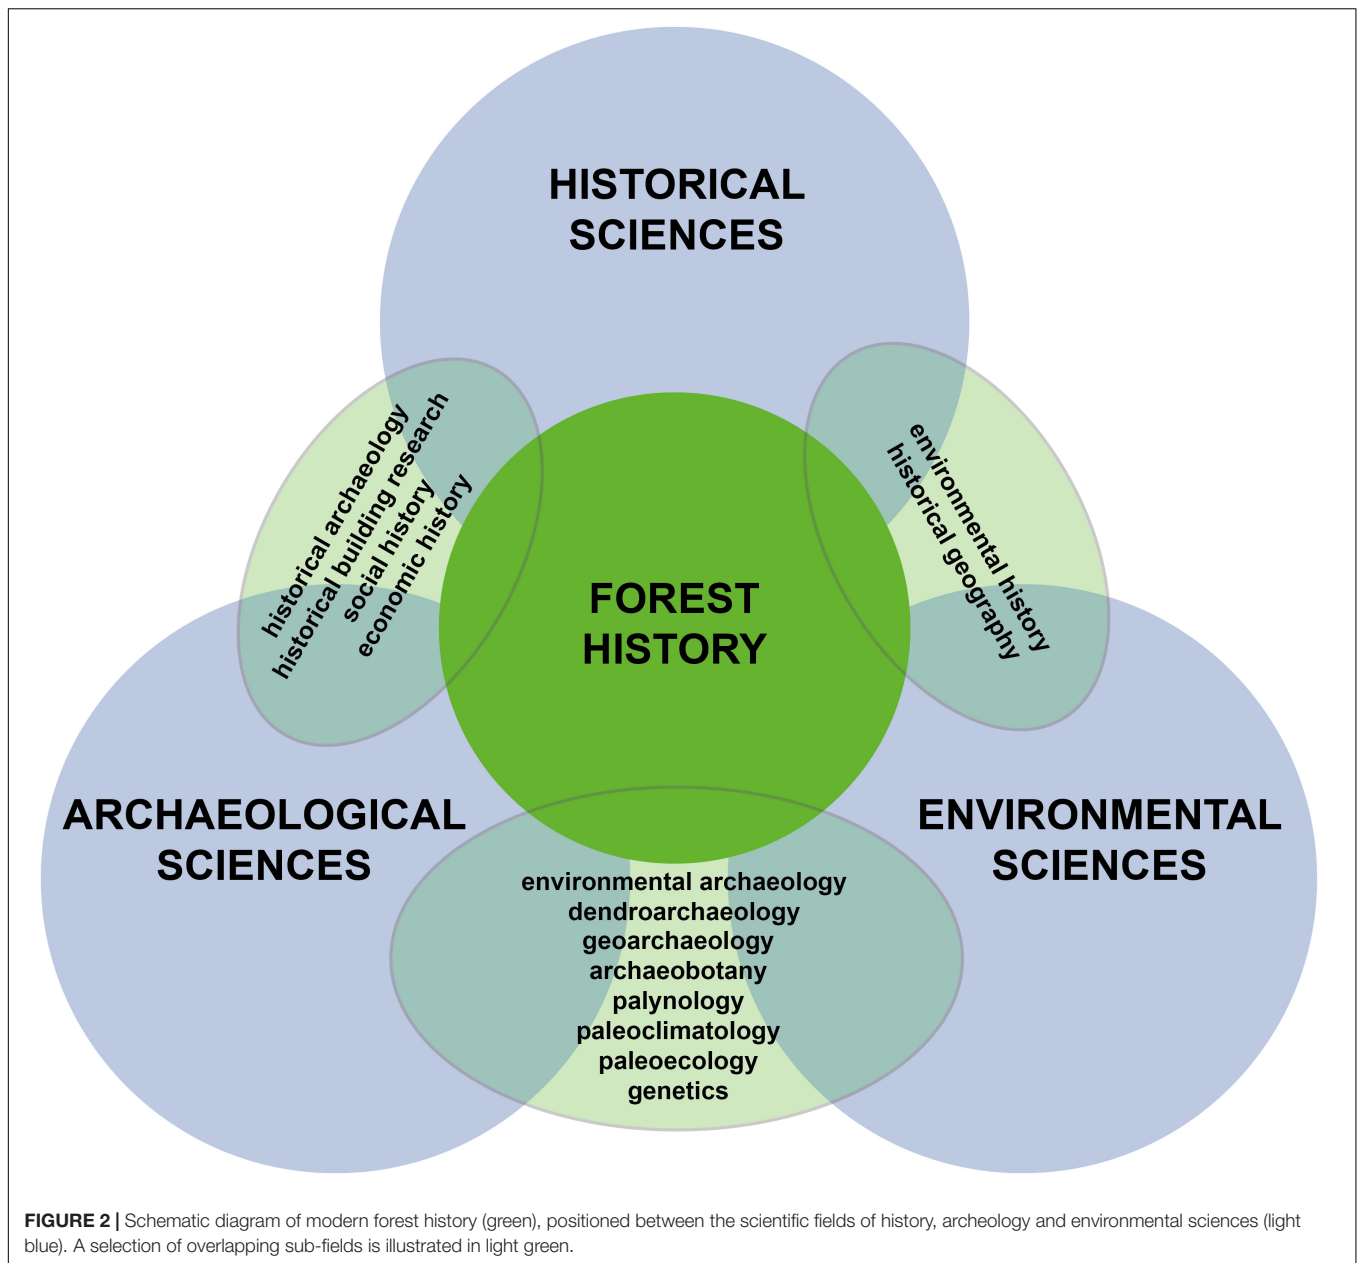 HISTORICAL
SCIENCES
historical archaeology
historical building research
social history
economic history
environmental history
historical geography
FOREST
HISTORY
ARCHAEOLOGICAL
SCIENCES
ENVIRONMENTAL
SCIENCES
environmental archaeology
dendroarchaeology
geoarchaeology
archaeobotany
palynology
paleoclimatology
paleoecology
genetics
FIGURE 2 | Schematic diagram of modern forest history (green), positioned between the scientific fields of history, archeology and environmental sciences (light
blue). A selection of overlapping sub-fields is illustrated in light green.